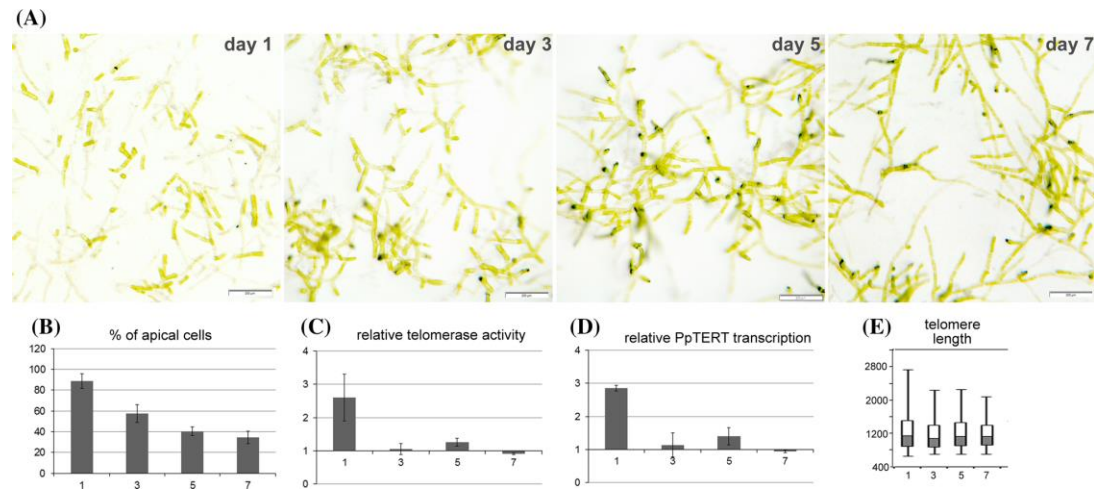 (A)
day 1 day 3 day 5 day 7
(B) (C) (D) (E)
% of apical cells
relative telomerase activity
relative PpTERT transcription
telomere
length
120
100
80
60
40
20
0
1 3 5 7
4
3
2
1
0
1 3 5 7
4
3
2
1
0
1 3 5 7
2800
2000
1200
400
1 3 5 7